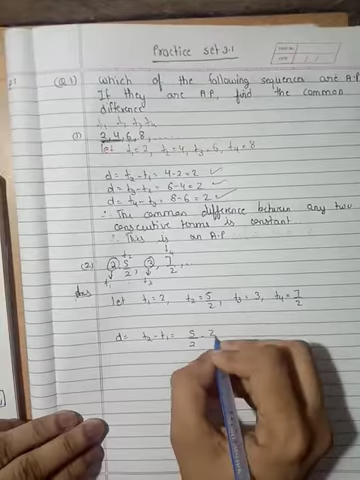 Practice set 3.1
(Q.1) which of the following sequences are A.P
If they are A.P, find the common
difference
t₁ t₂ t₃ t₄
(1) 2, 4, 6, 8, .....
let t₁ = 2, t₂ = 4, t₃ = 6, t₄ = 8
d = t₂ - t₁ = 4 - 2 = 2 ✓
d = t₃ - t₂ = 6 - 4 = 2 ✓
d = t₄ - t₃ = 8 - 6 = 2 ✓
∴ The common difference between any two
consecutive terms is constant
∴ This is an A.P
t₂ t₄
(2) 2, 5/2, 3, 7/2, ...
t₁ t₃
Ans let t₁ = 2, t₂ = 5/2, t₃ = 3, t₄ = 7/2
d = t₂ - t₁ = 5/2 - 2